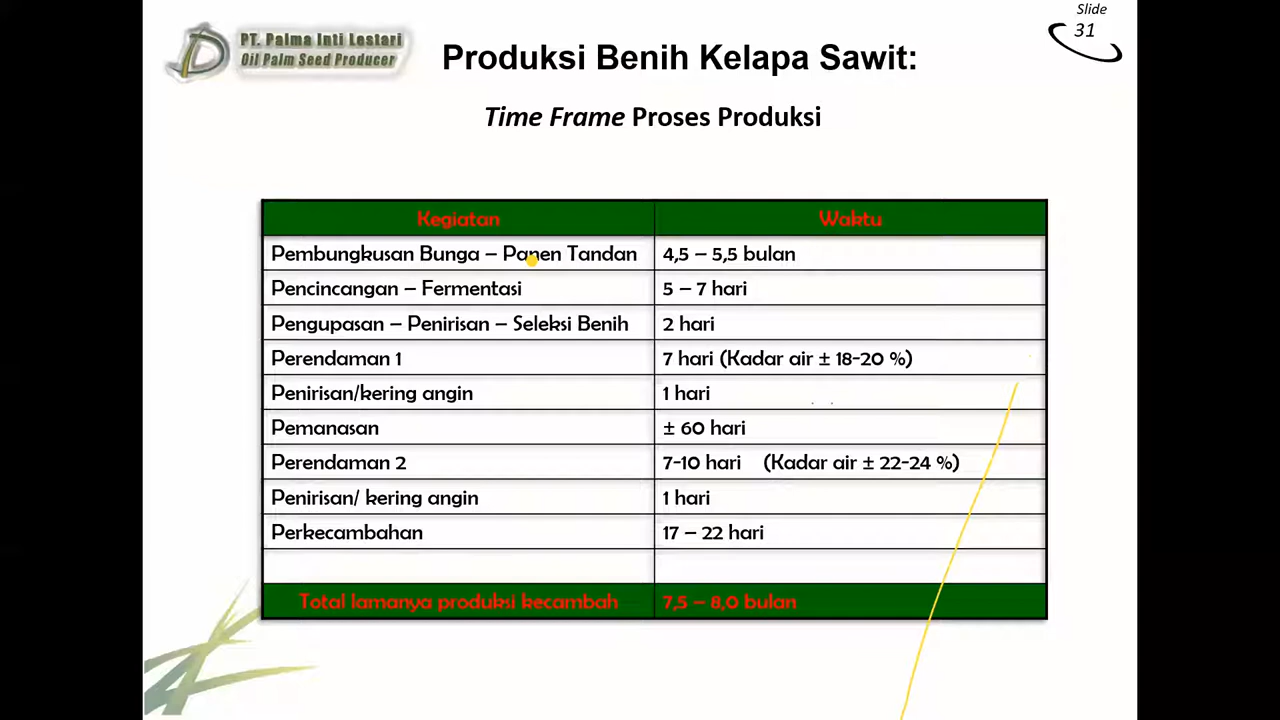 PT. Palma Inti Lestari
Oil Palm Seed Producer
Produksi Benih Kelapa Sawit:
Slide
31
Time Frame Proses Produksi
Kegiatan Waktu
Pembungkusan Bunga – Panen Tandan 4,5 – 5,5 bulan
Pencincangan – Fermentasi 5 – 7 hari
Pengupasan – Penirisan – Seleksi Benih 2 hari
Perendaman 1 7 hari (Kadar air ± 18-20 %)
Penirisan/kering angin 1 hari
Pemanasan ± 60 hari
Perendaman 2 7-10 hari (Kadar air ± 22-24 %)
Penirisan/ kering angin 1 hari
Perkecambahan 17 – 22 hari
Total lamanya produksi kecambah 7,5 – 8,0 bulan